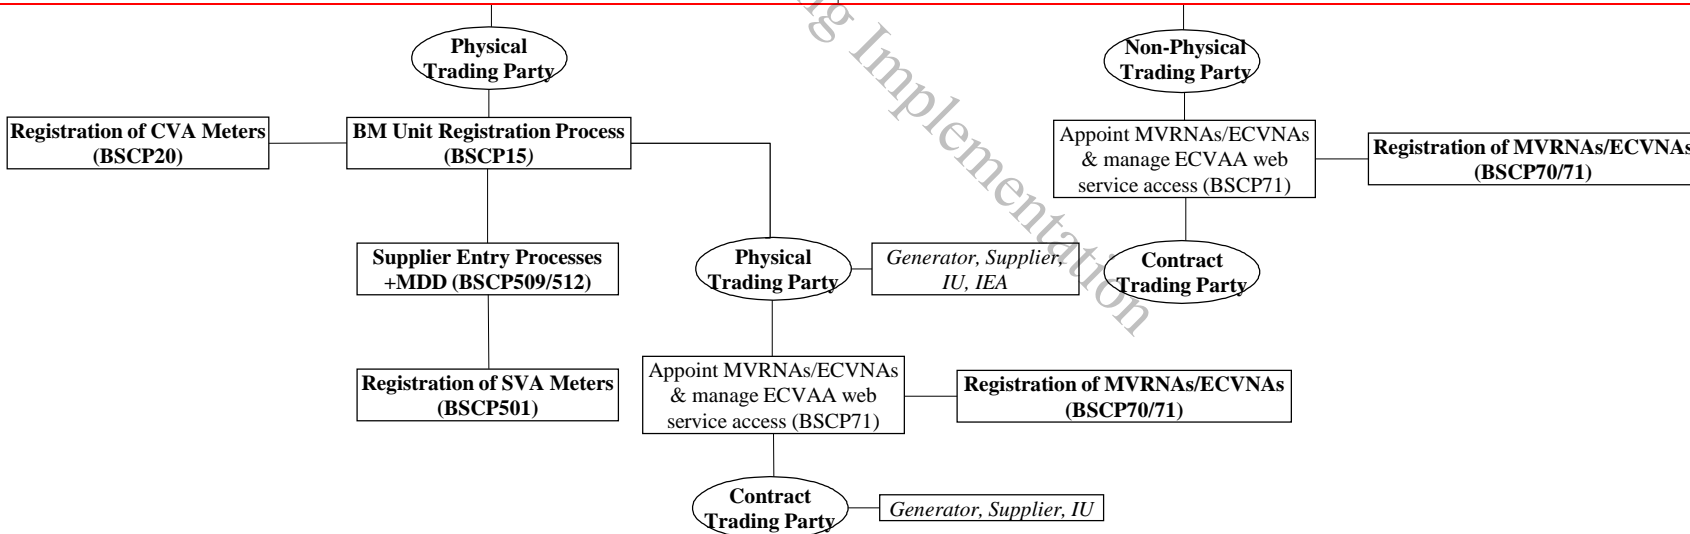 Physical
Trading Party
Non-Physical
Trading Party
Registration of CVA Meters
(BSCP20)
BM Unit Registration Process
(BSCP15)
Appoint MVRNAs/ECVNAs
& manage ECVAA web
service access (BSCP71)
Registration of MVRNAs/ECVNAs
(BSCP70/71)
Supplier Entry Processes
+MDD (BSCP509/512)
Physical
Trading Party
Generator, Supplier,
IU, IEA
Contract
Trading Party
Registration of SVA Meters
(BSCP501)
Appoint MVRNAs/ECVNAs
& manage ECVAA web
service access (BSCP71)
Registration of MVRNAs/ECVNAs
(BSCP70/71)
Contract
Trading Party
Generator, Supplier, IU
Implementation